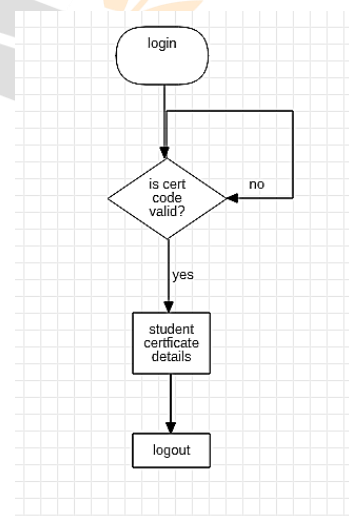 login
is cert
code
valid?
no
yes
student
certficate
details
logout